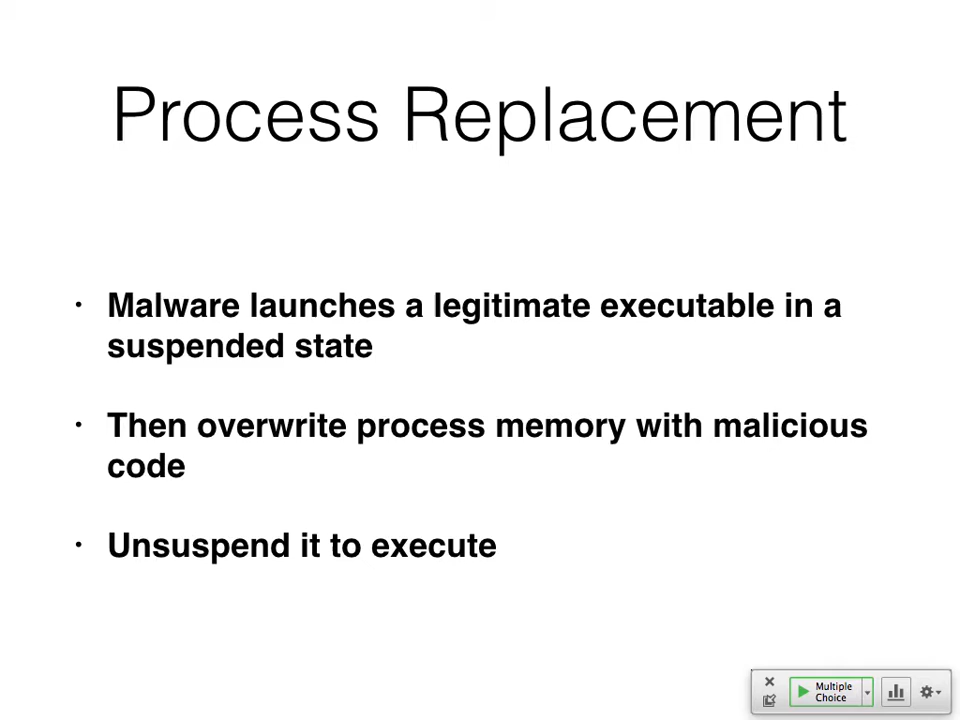 Process Replacement
• Malware launches a legitimate executable in a
suspended state
• Then overwrite process memory with malicious
code
• Unsuspend it to execute
Multiple
Choice